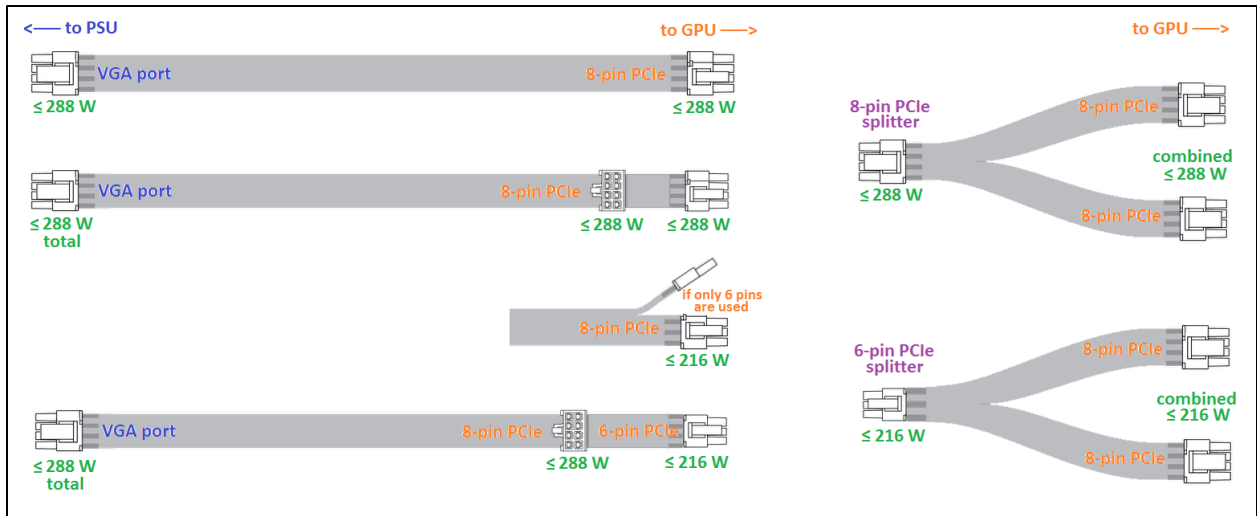 <—— to PSU
to GPU ——>
VGA port
8-pin PCIe
≤ 288 W
≤ 288 W
VGA port
8-pin PCIe
≤ 288 W
total
≤ 288 W
≤ 288 W
if only 6 pins
are used
8-pin PCIe
≤ 216 W
VGA port
8-pin PCIe
6-pin PCIe
≤ 288 W
total
≤ 288 W
≤ 216 W
to GPU ——>
8-pin PCIe
splitter
≤ 288 W
8-pin PCIe
combined
≤ 288 W
8-pin PCIe
6-pin PCIe
splitter
≤ 216 W
8-pin PCIe
combined
≤ 216 W
8-pin PCIe